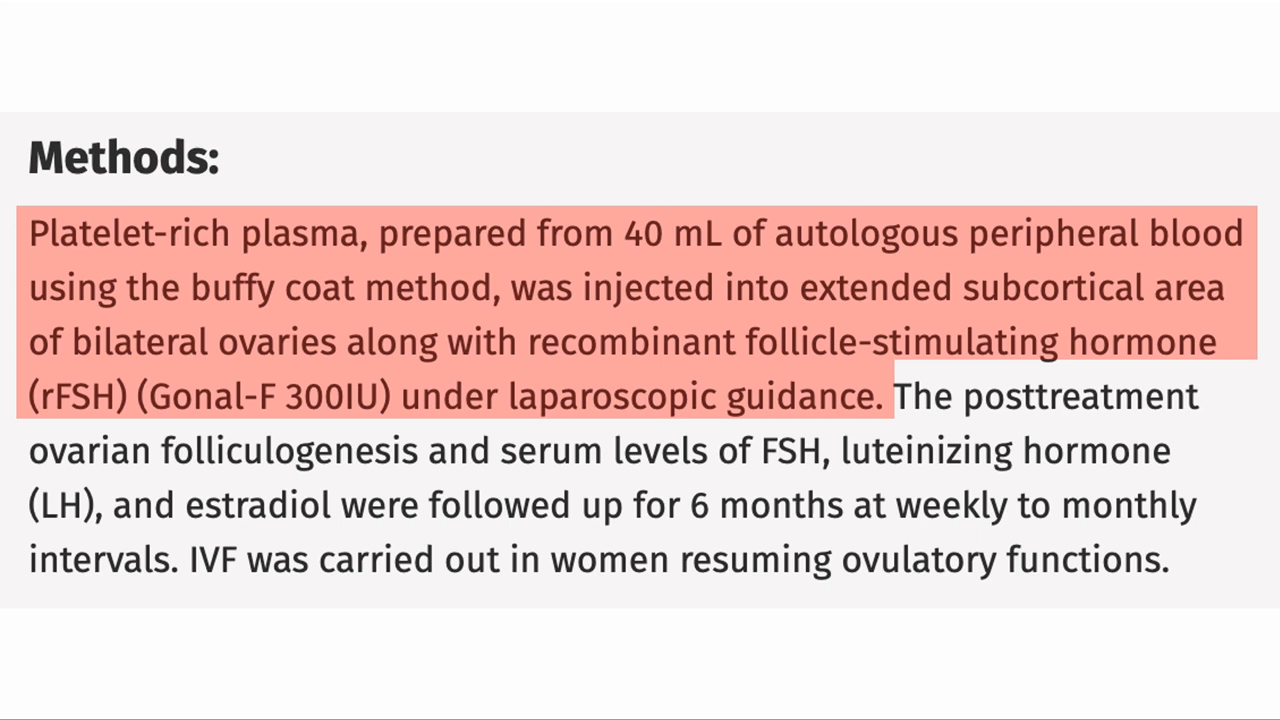 Methods:
Platelet-rich plasma, prepared from 40 mL of autologous peripheral blood
using the buffy coat method, was injected into extended subcortical area
of bilateral ovaries along with recombinant follicle-stimulating hormone
(rFSH) (Gonal-F 300IU) under laparoscopic guidance. The posttreatment
ovarian folliculogenesis and serum levels of FSH, luteinizing hormone
(LH), and estradiol were followed up for 6 months at weekly to monthly
intervals. IVF was carried out in women resuming ovulatory functions.